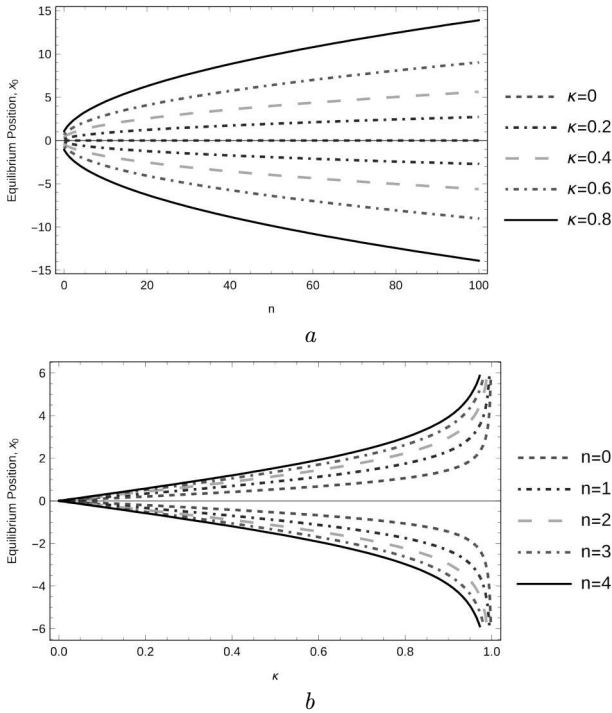 15
10
5
0
−5
−10
−15
Equilibrium Position, x₀
0 20 40 60 80 100
n
κ=0
κ=0.2
κ=0.4
κ=0.6
κ=0.8
a
6
4
2
0
−2
−4
−6
Equilibrium Position, x₀
0.0 0.2 0.4 0.6 0.8 1.0
κ
n=0
n=1
n=2
n=3
n=4
b